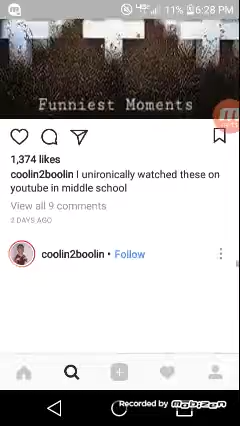 11% 6:28 PM
Funniest Moments
1,374 likes
coolin2boolin I unironically watched these on
youtube in middle school
View all 9 comments
2 DAYS AGO
coolin2boolin • Follow
Recorded by mobizen